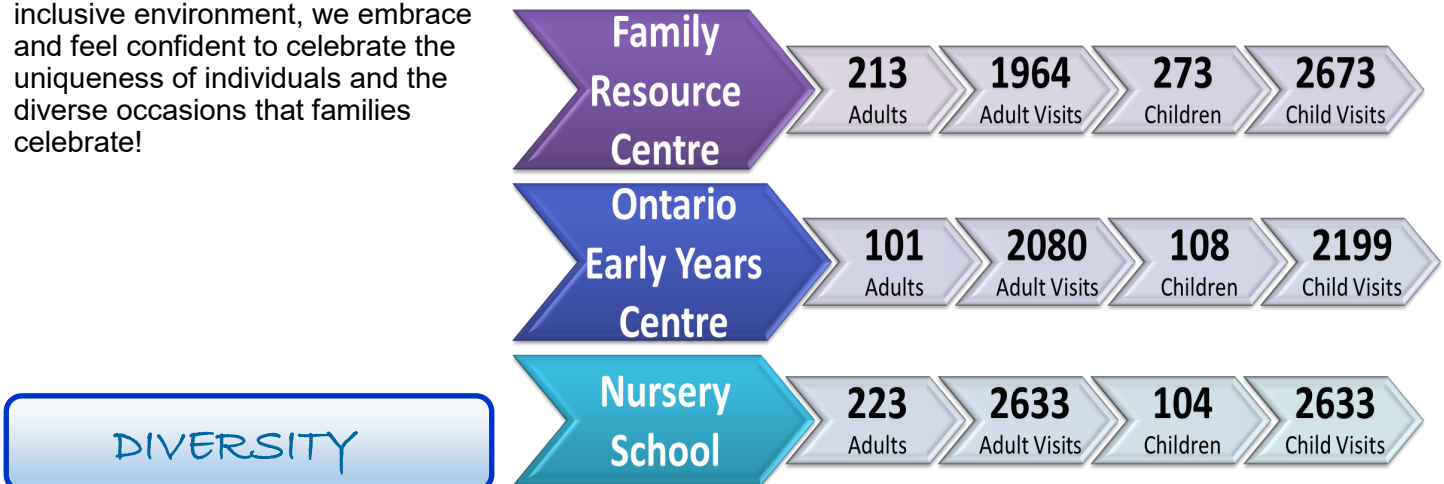 inclusive environment, we embrace
and feel confident to celebrate the
uniqueness of individuals and the
diverse occasions that families
celebrate!
DIVERSITY
Family
Resource
Centre
213
Adults
1964
Adult Visits
273
Children
2673
Child Visits
Ontario
Early Years
Centre
101
Adults
2080
Adult Visits
108
Children
2199
Child Visits
Nursery
School
223
Adults
2633
Adult Visits
104
Children
2633
Child Visits